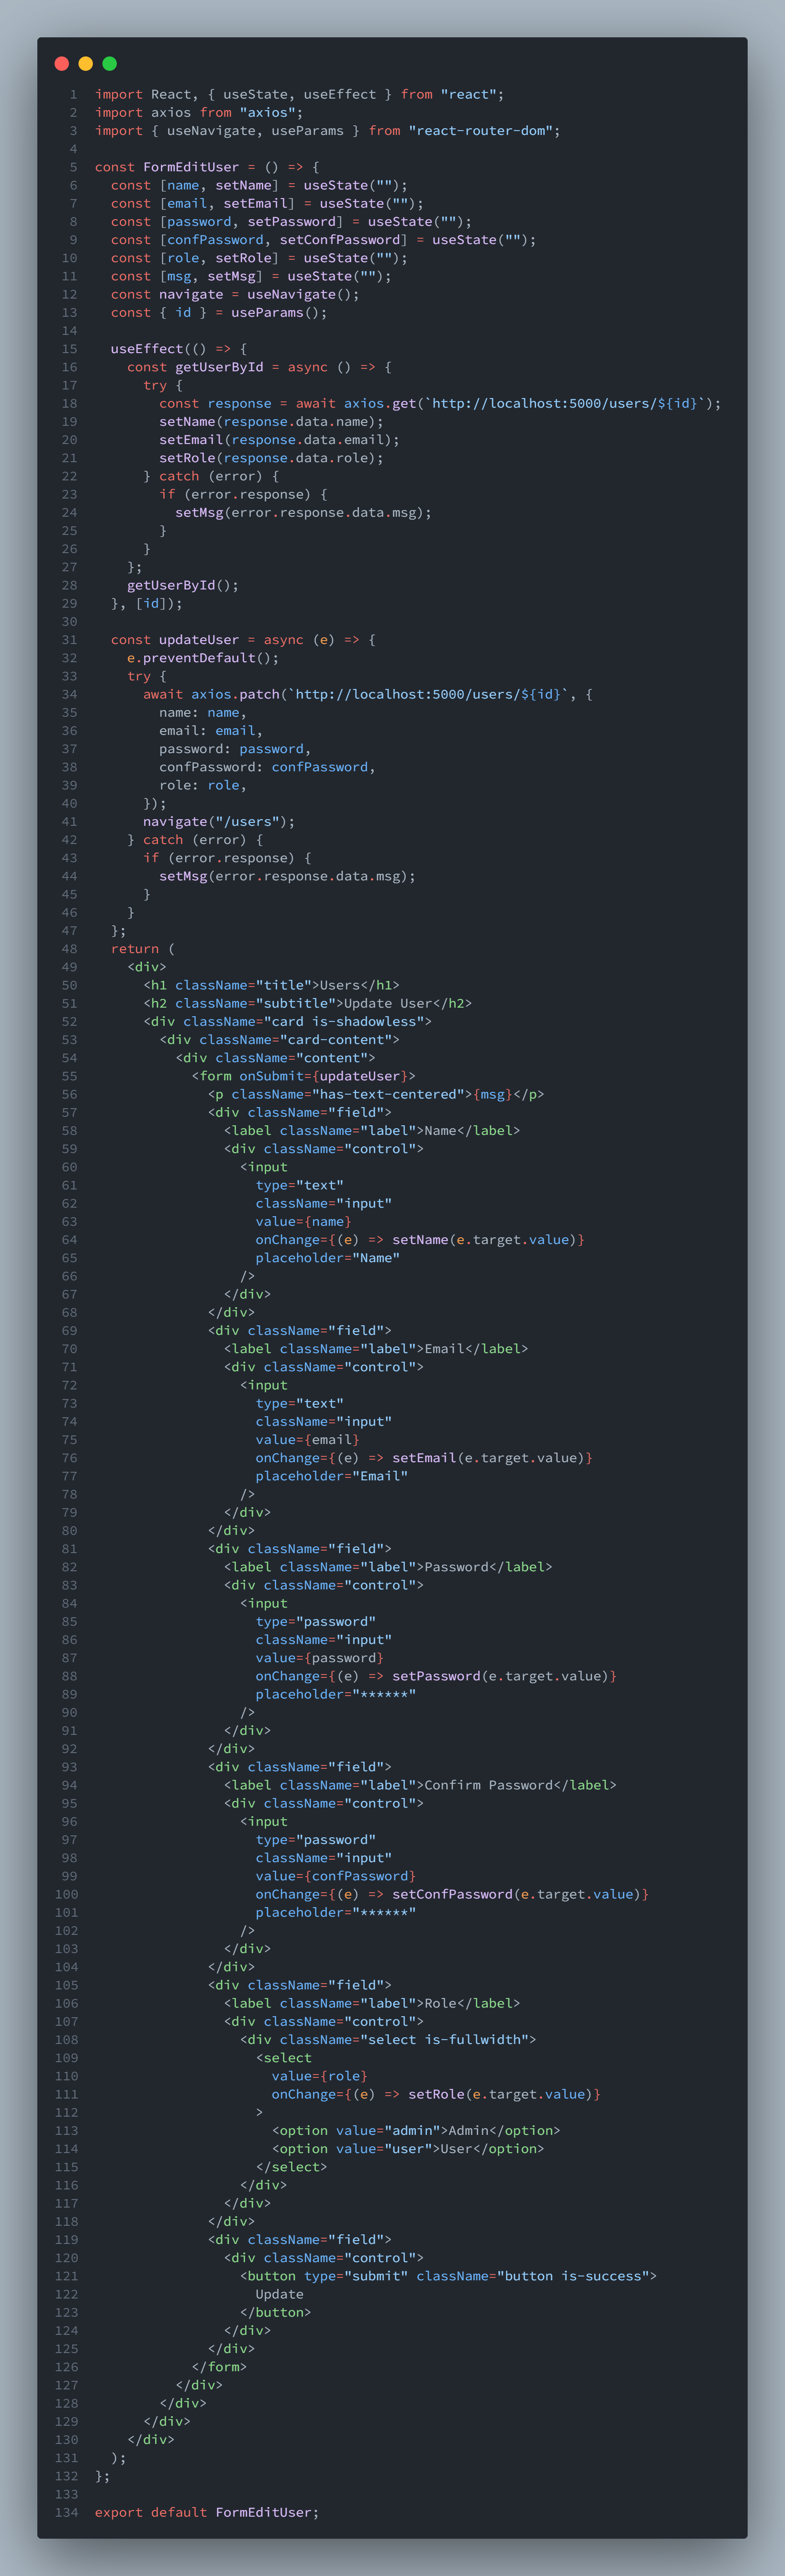 1 import React, { useState, useEffect } from "react";
2 import axios from "axios";
3 import { useNavigate, useParams } from "react-router-dom";
4
5 const FormEditUser = () => {
6   const [name, setName] = useState("");
7   const [email, setEmail] = useState("");
8   const [password, setPassword] = useState("");
9   const [confPassword, setConfPassword] = useState("");
10   const [role, setRole] = useState("");
11   const [msg, setMsg] = useState("");
12   const navigate = useNavigate();
13   const { id } = useParams();
14
15   useEffect(() => {
16     const getUserById = async () => {
17       try {
18         const response = await axios.get(`http://localhost:5000/users/${id}`);
19         setName(response.data.name);
20         setEmail(response.data.email);
21         setRole(response.data.role);
22       } catch (error) {
23         if (error.response) {
24           setMsg(error.response.data.msg);
25         }
26       }
27     };
28     getUserById();
29   }, [id]);
30
31   const updateUser = async (e) => {
32     e.preventDefault();
33     try {
34       await axios.patch(`http://localhost:5000/users/${id}`, {
35         name: name,
36         email: email,
37         password: password,
38         confPassword: confPassword,
39         role: role,
40       });
41       navigate("/users");
42     } catch (error) {
43       if (error.response) {
44         setMsg(error.response.data.msg);
45       }
46     }
47   };
48   return (
49     <div>
50       <h1 className="title">Users</h1>
51       <h2 className="subtitle">Update User</h2>
52       <div className="card is-shadowless">
53         <div className="card-content">
54           <div className="content">
55             <form onSubmit={updateUser}>
56               <p className="has-text-centered">{msg}</p>
57               <div className="field">
58                 <label className="label">Name</label>
59                 <div className="control">
60                   <input
61                     type="text"
62                     className="input"
63                     value={name}
64                     onChange={(e) => setName(e.target.value)}
65                     placeholder="Name"
66                   />
67                 </div>
68               </div>
69               <div className="field">
70                 <label className="label">Email</label>
71                 <div className="control">
72                   <input
73                     type="text"
74                     className="input"
75                     value={email}
76                     onChange={(e) => setEmail(e.target.value)}
77                     placeholder="Email"
78                   />
79                 </div>
80               </div>
81               <div className="field">
82                 <label className="label">Password</label>
83                 <div className="control">
84                   <input
85                     type="password"
86                     className="input"
87                     value={password}
88                     onChange={(e) => setPassword(e.target.value)}
89                     placeholder="******"
90                   />
91                 </div>
92               </div>
93               <div className="field">
94                 <label className="label">Confirm Password</label>
95                 <div className="control">
96                   <input
97                     type="password"
98                     className="input"
99                     value={confPassword}
100                     onChange={(e) => setConfPassword(e.target.value)}
101                     placeholder="******"
102                   />
103                 </div>
104               </div>
105               <div className="field">
106                 <label className="label">Role</label>
107                 <div className="control">
108                   <div className="select is-fullwidth">
109                     <select
110                       value={role}
111                       onChange={(e) => setRole(e.target.value)}
112                     >
113                       <option value="admin">Admin</option>
114                       <option value="user">User</option>
115                     </select>
116                   </div>
117                 </div>
118               </div>
119               <div className="field">
120                 <div className="control">
121                   <button type="submit" className="button is-success">
122                     Update
123                   </button>
124                 </div>
125               </div>
126             </form>
127           </div>
128         </div>
129       </div>
130     </div>
131   );
132 };
133
134 export default FormEditUser;